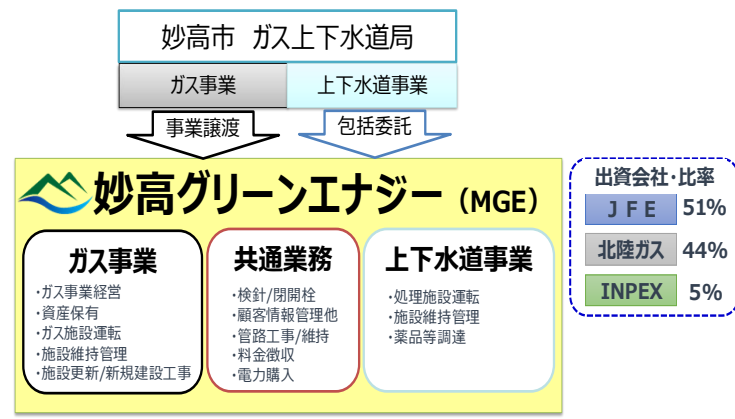 妙高市 ガス上下水道局
ガス事業 上下水道事業
事業譲渡 包括委託
妙高グリーンエナジー（MGE）
ガス事業
・ガス事業経営
・資産保有
・ガス施設運転
・施設維持管理
・施設更新/新規建設工事
共通業務
・検針/閉開栓
・顧客情報管理他
・管路工事/維持
・料金徴収
・電力購入
上下水道事業
・処理施設運転
・施設維持管理
・薬品等調達
出資会社・比率
ＪＦＥ 51%
北陸ガス 44%
INPEX 5%